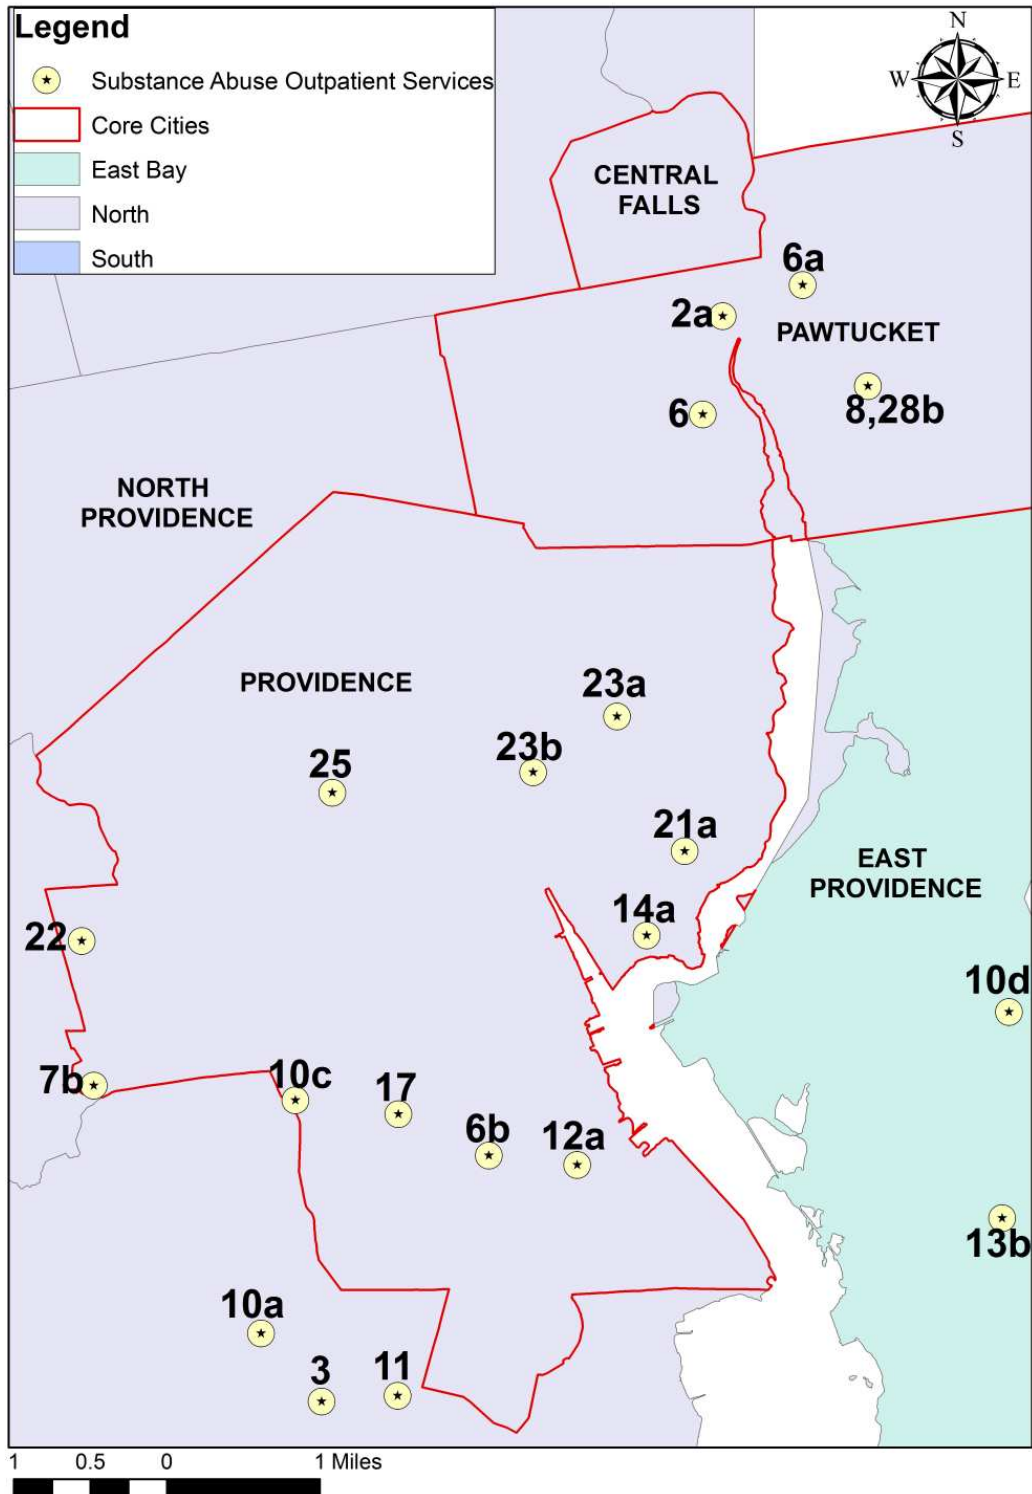 Legend
Substance Abuse Outpatient Services
Core Cities
East Bay
North
South
N
W
E
S
CENTRAL
FALLS
6a
2a
PAWTUCKET
8,28b
6
NORTH
PROVIDENCE
PROVIDENCE
23a
23b
25
21a
EAST
PROVIDENCE
14a
22
10d
7b
10c
17
6b
12a
13b
10a
3
11
1 0.5 0 1 Miles